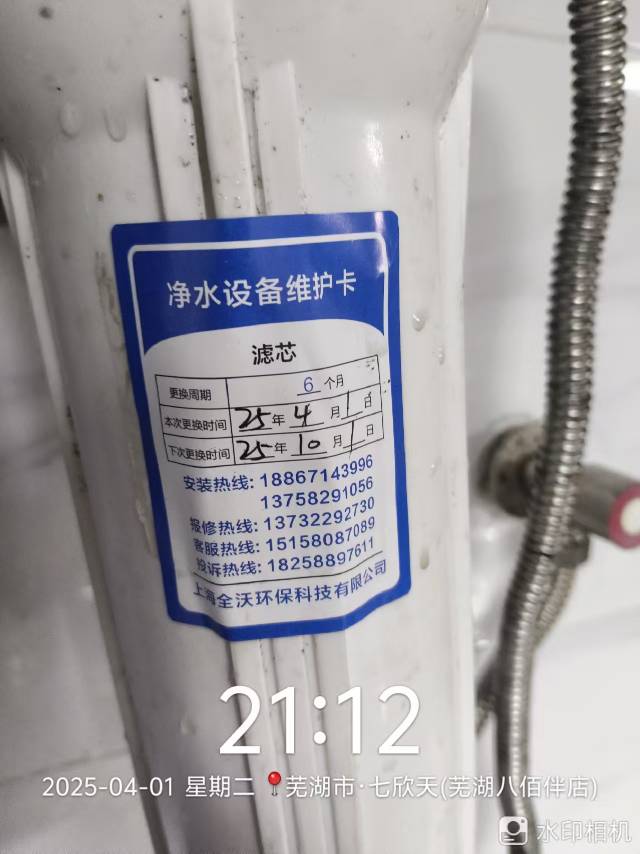 净水设备维护卡
滤芯
更换周期 6 个月
本次更换时间 25年 4 月 1 日
下次更换时间 25年 10 月 1 日
安装热线: 18867143996
13758291056
报修热线: 13732292730
客服热线: 15158087089
投诉热线: 18258897611
上海全沃环保科技有限公司
21:12
2025-04-01 星期二 芜湖市·七欣天(芜湖八佰伴店)
水印相机